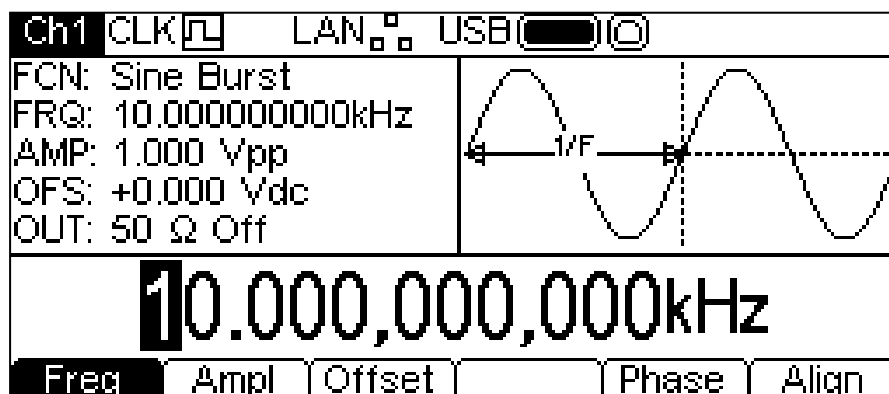 Ch1 CLK LAN USB
FCN: Sine Burst
FRQ: 10.000000000kHz
AMP: 1.000 Vpp
OFS: +0.000 Vdc
OUT: 50 Ω Off
1/F
10.000,000,000kHz
Freq Ampl Offset Phase Align